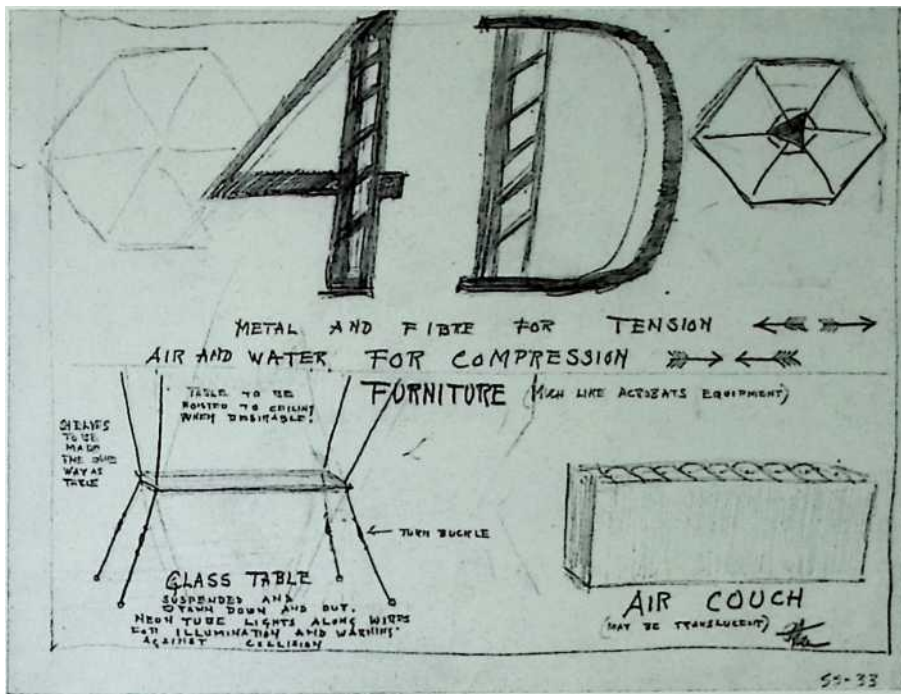 4D
METAL AND FIBRE FOR TENSION
AIR AND WATER FOR COMPRESSION
FURNITURE (MUCH LIKE ACROBATS EQUIPMENT)
TABLE TO BE
HOISTED TO CEILING
WHEN DESIRABLE.
SHELVES
TO BE
MADE
THE
WAY AS
TABLE
TURN BUCKLE
GLASS TABLE
SUSPENDED AND
DRAWN DOWN AND OUT.
NEON TUBE LIGHTS ALONG WIRES
FOR ILLUMINATION AND WARNING
AGAINST COLLISION
AIR COUCH
(MAY BE TRANSLUCENT)
SS-33